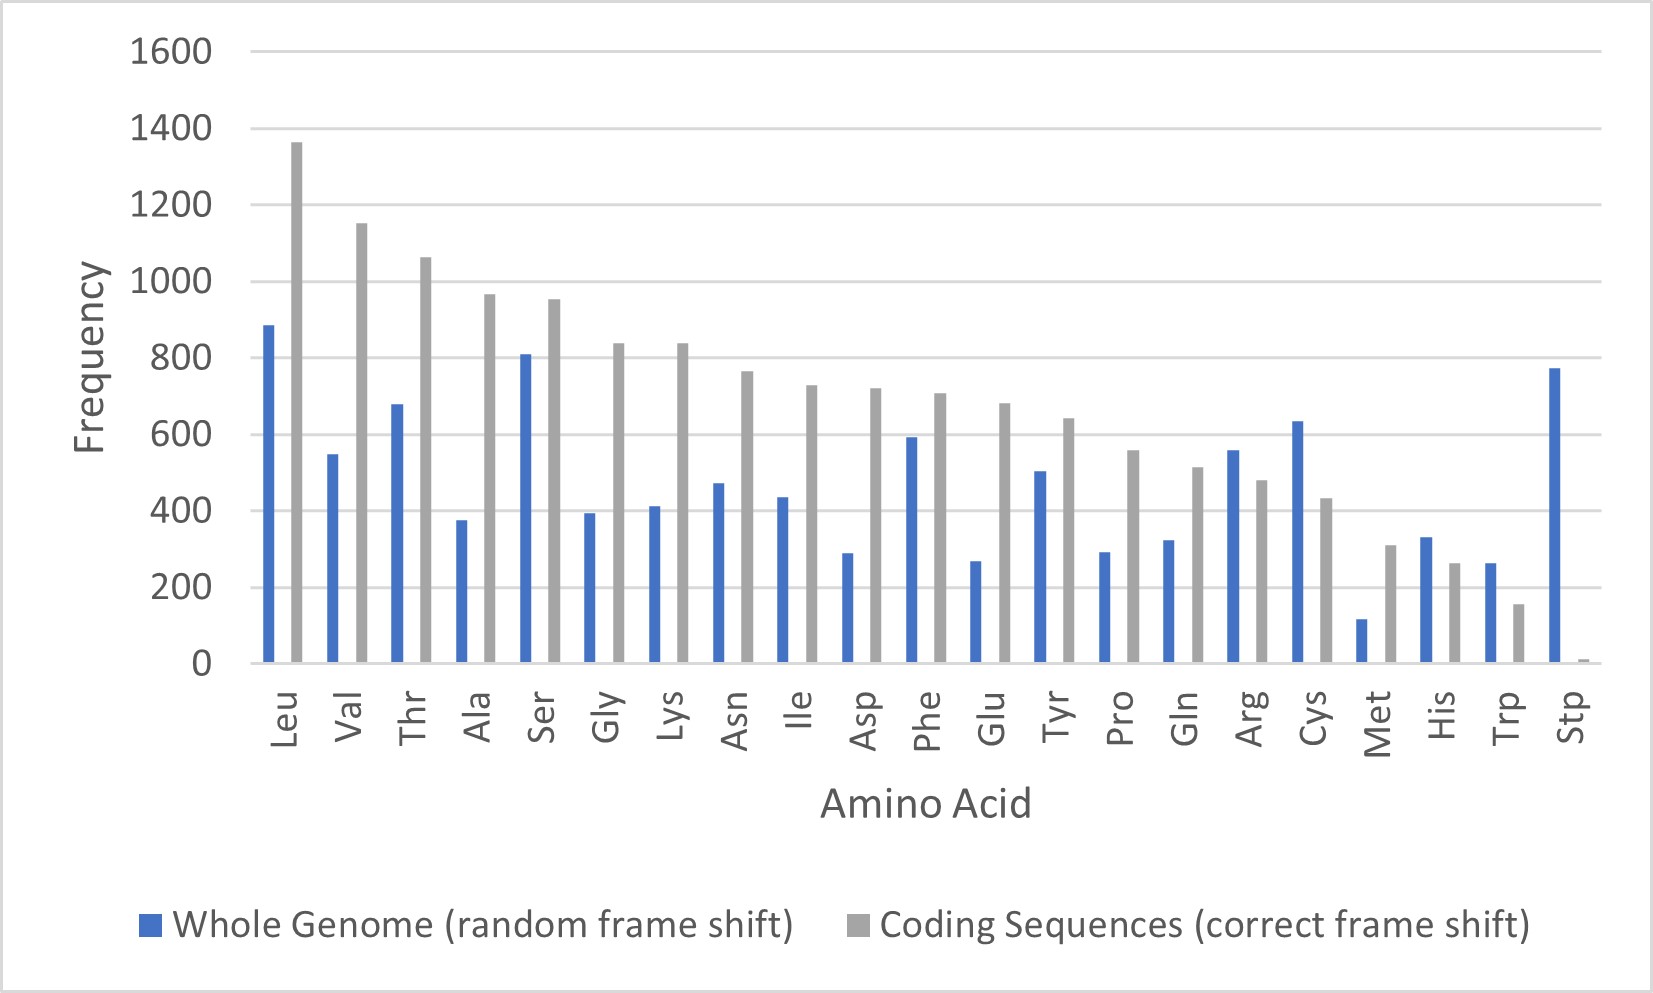 1600
1400
1200
1000
800
600
400
200
0
Frequency
Leu Val Thr Ala Ser Gly Lys Asn Ile Asp Phe Glu Tyr Pro Gln Arg Cys Met His Trp Stp
Amino Acid
Whole Genome (random frame shift) Coding Sequences (correct frame shift)